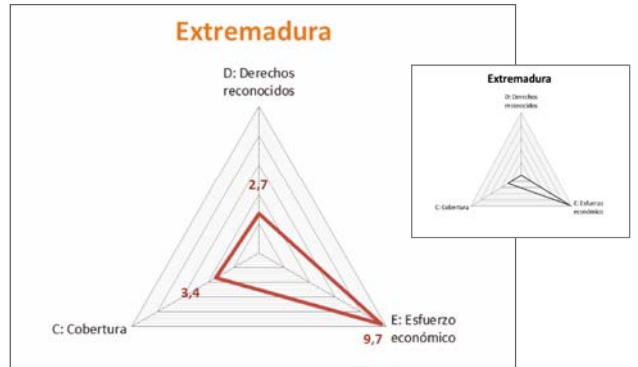 Extremadura
D: Derechos
reconocidos
2,7
3,4
C: Cobertura
E: Esfuerzo
económico
9,7
Extremadura
D: Derechos
reconocidos
C: Cobertura
E: Esfuerzo
económico